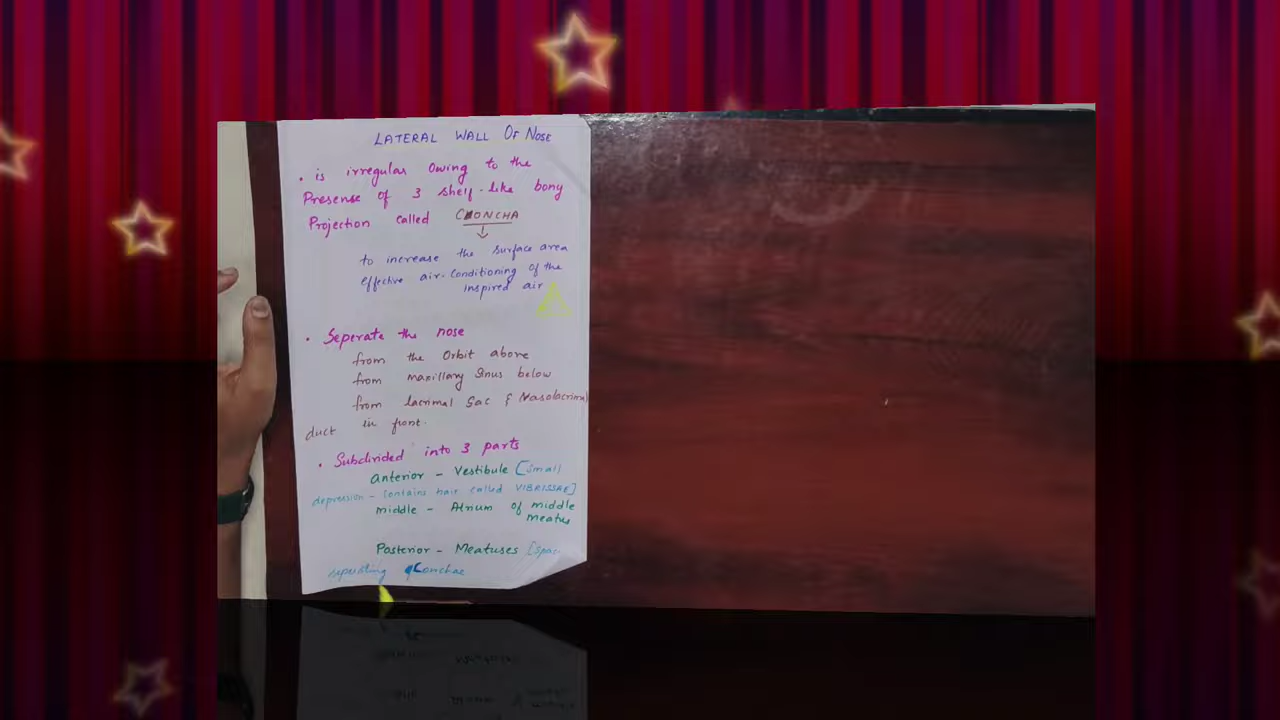 LATERAL WALL OF NOSE
. is irregular Owing to the
Presense of 3 shelf-like bony
Projection called CONCHA
↓
to increase the surface area
effective air-Conditioning of the
inspired air
. Seperate the nose
from the Orbit above
from maxillary Sinus below
from lacrimal Sac & Nasolacrimal
duct in front.
. Subdivided into 3 parts
Anterior - Vestibule [Small
depression - Contains hair called VIBRISSAE]
middle - Atrium of middle
meatus
Posterior - Meatuses [Spac
Conchae